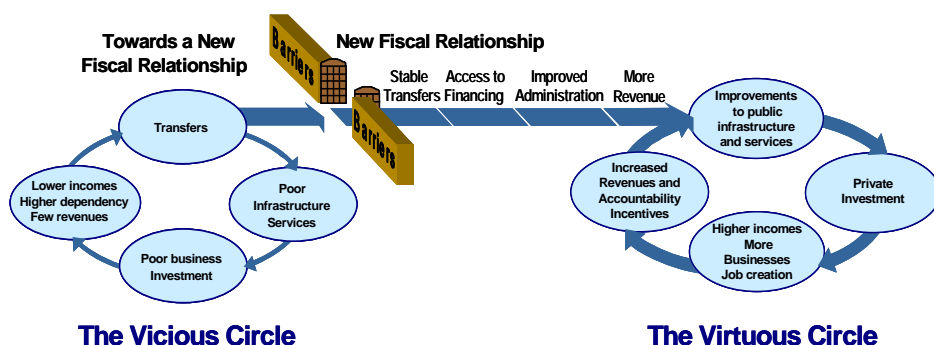 Towards a New
Fiscal Relationship
Barriers
Barriers
New Fiscal Relationship
Stable
Transfers
Access to
Financing
Improved
Administration
More
Revenue
Transfers
Poor
Infrastructure
Services
Poor business
Investment
Lower incomes
Higher dependency
Few revenues
The Vicious Circle
Improvements
to public
infrastructure
and services
Private
Investment
Higher incomes
More
Businesses
Job creation
Increased
Revenues and
Accountability
Incentives
The Virtuous Circle